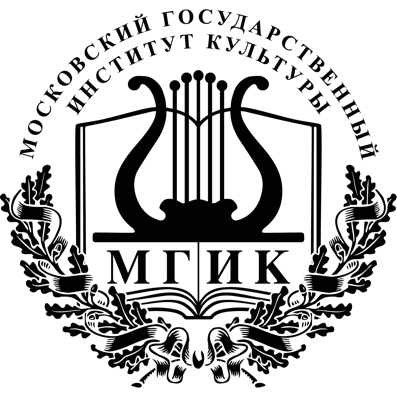 МОСКОВСКИЙ ГОСУДАРСТВЕННЫЙ
ИНСТИТУТ КУЛЬТУРЫ
МГИК